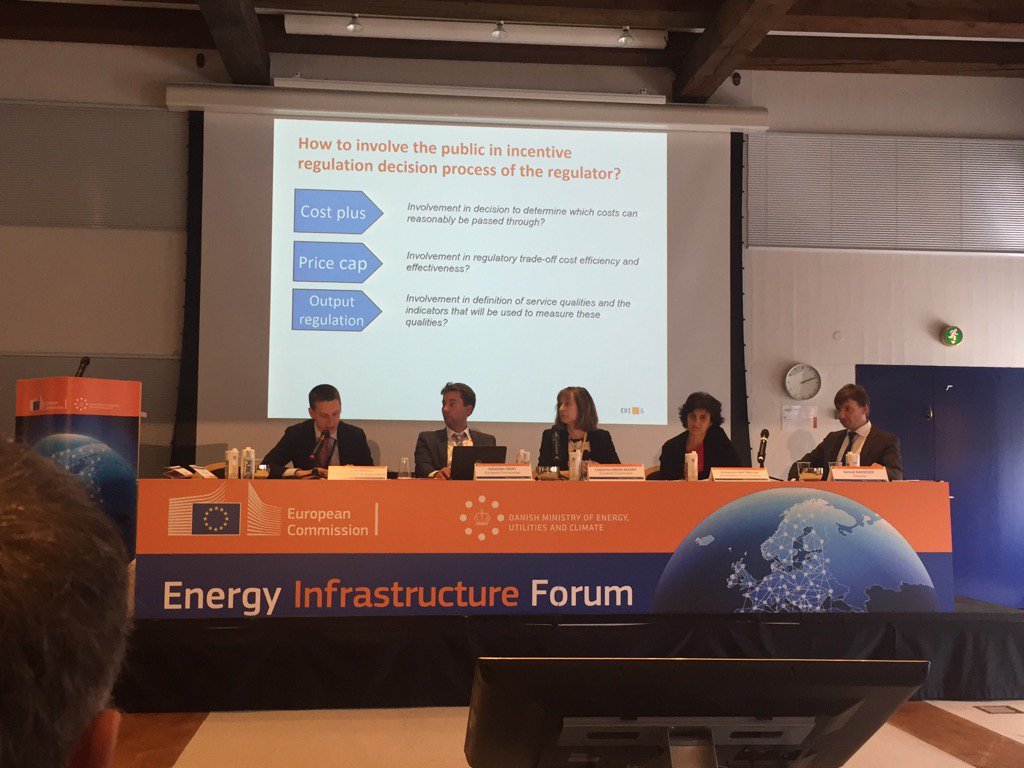 How to involve the public in incentive
regulation decision process of the regulator?
Cost plus
Involvement in decision to determine which costs can
reasonably be passed through?
Price cap
Involvement in regulatory trade-off cost efficiency and
effectiveness?
Output
regulation
Involvement in definition of service qualities and the
indicators that will be used to measure these
qualities?
European
Commission
DANISH MINISTRY OF ENERGY,
UTILITIES AND CLIMATE
Energy Infrastructure Forum